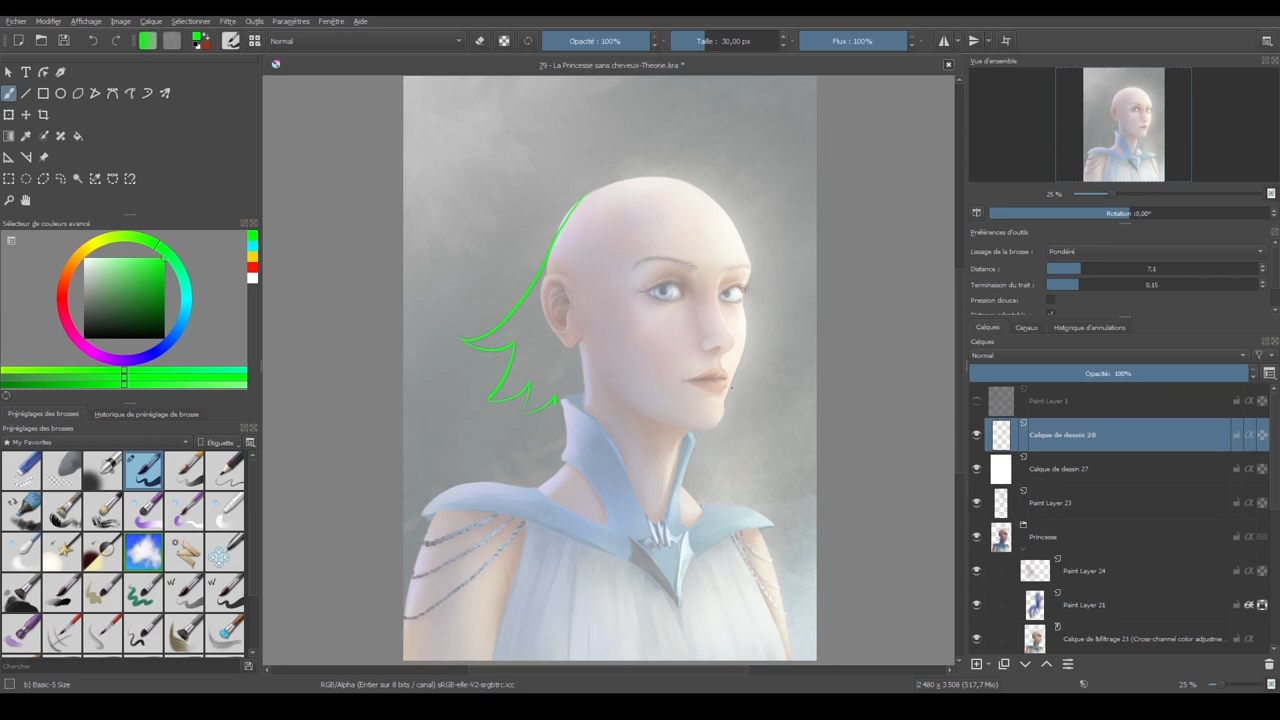 Fichier Modifier Affichage Image Calque Sélectionner Filtre Outils Paramètres Fenêtre Aide
Normal
Opacité : 100%
Taille : 30,00 px
Flux : 100%
Z9 - La Princesse sans cheveux-Theorie.kra *
Vue d'ensemble
25 %
Rotation :0,00°
Préférences d'outils
Lissage de la brosse : Pondéré
Distance : 7,1
Terminaison du trait : 0,15
Pression douce:
Calques Canaux Historique d'annulations
Calques
Normal
Opacité: 100%
Paint Layer 1
Calque de dessin 28
Calque de dessin 27
Paint Layer 23
Princesse
Paint Layer 24
Paint Layer 21
Calque de &filtrage 23 (Cross-channel color adjustme...
Sélecteur de couleurs avancé
Préréglages des brosses Historique de préréglage de brosse
Préréglages des brosses
My Favorites
Étiquette
Chercher
b) Basic-5 Size
RGB/Alpha (Entier sur 8 bits / canal) sRGB-elle-V2-srgbtrc.icc
2 480 x 3 508 (517,7 Mio)
25 %